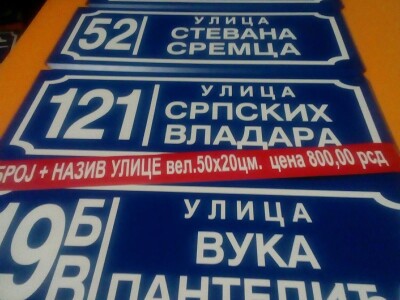 52 УЛИЦА
СТЕВАНА
СРЕМЦА
121 УЛИЦА
СРПСКИХ
ВЛАДАРА
БРОЈ + НАЗИВ УЛИЦЕ вел.50х20цм. цена 800,00 рсд
УЛИЦА
19 Б ВУКА
В